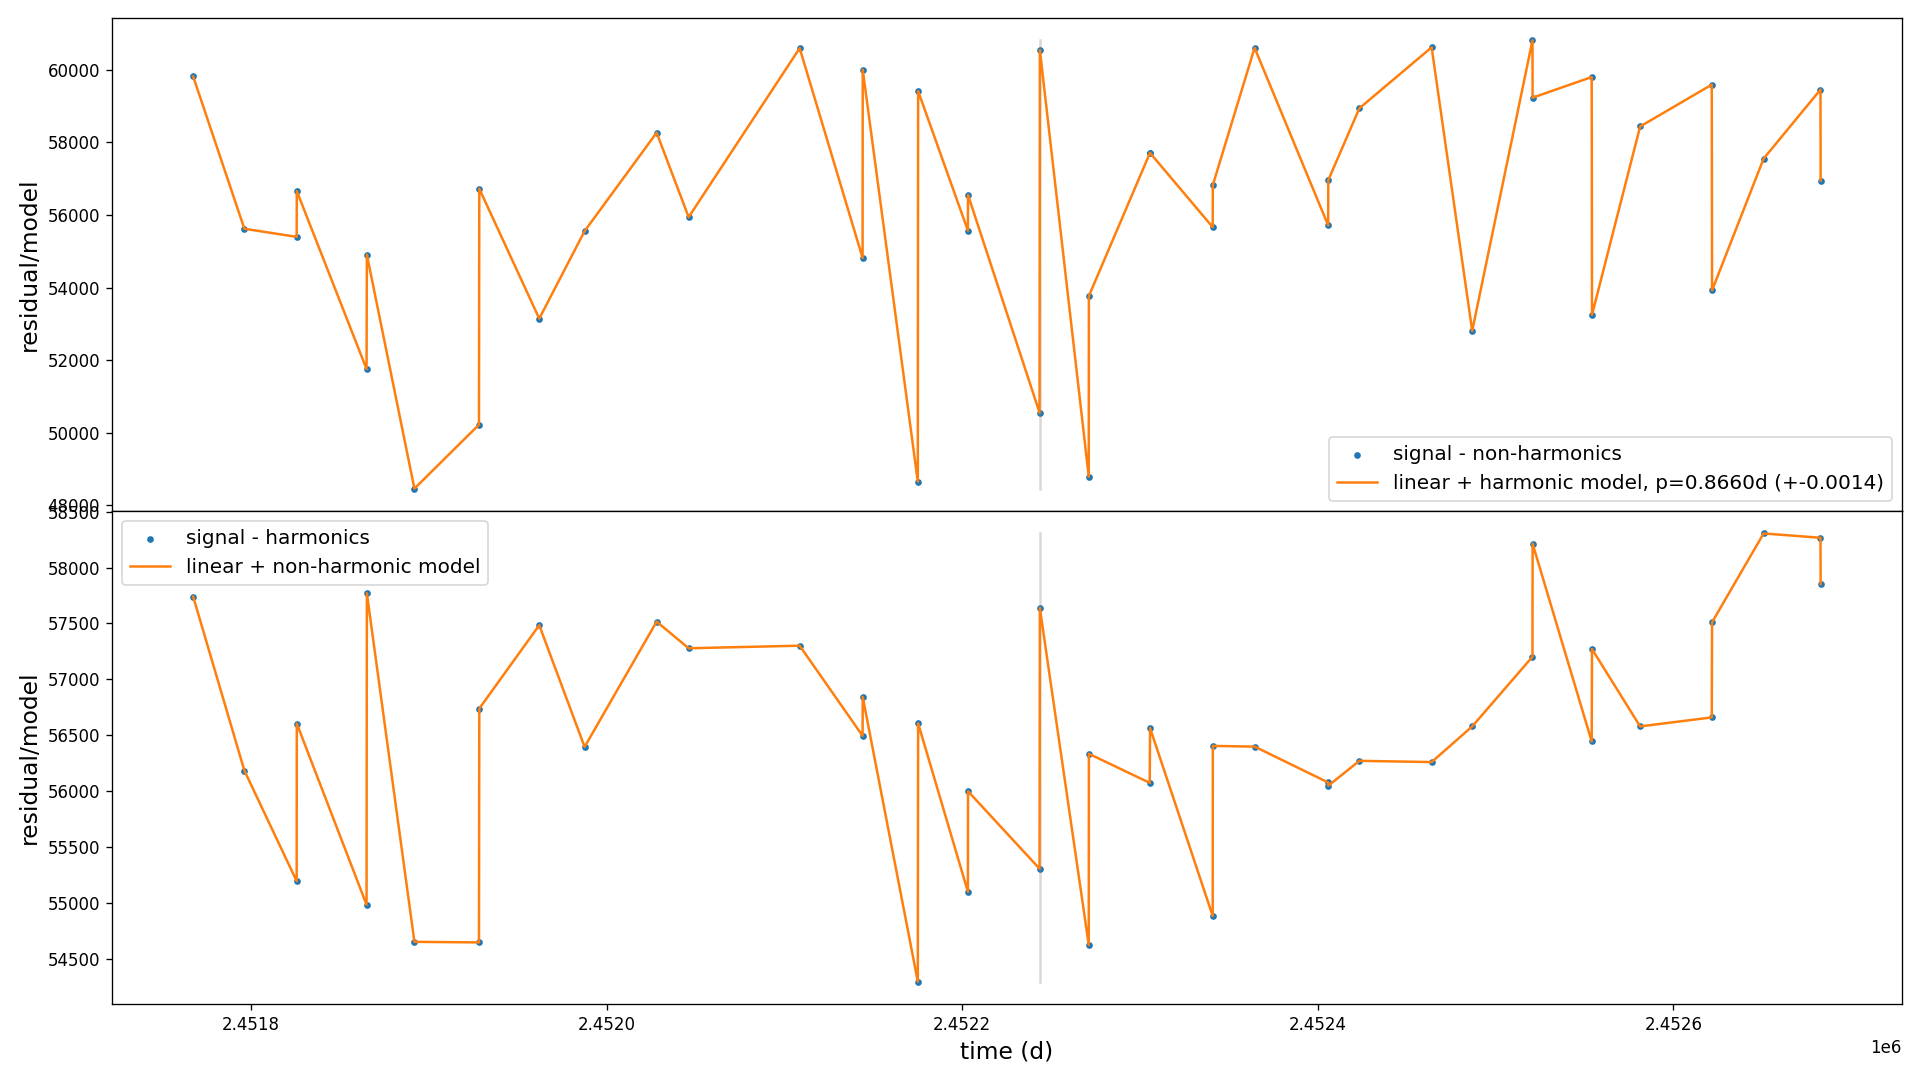 60000
58000
56000
54000
52000
50000
48000
residual/model
signal - non-harmonics
linear + harmonic model, p=0.8660d (+-0.0014)
58500
58000
57500
57000
56500
56000
55500
55000
54500
residual/model
signal - harmonics
linear + non-harmonic model
2.4518
2.4520
2.4522
2.4524
2.4526
1e6
time (d)